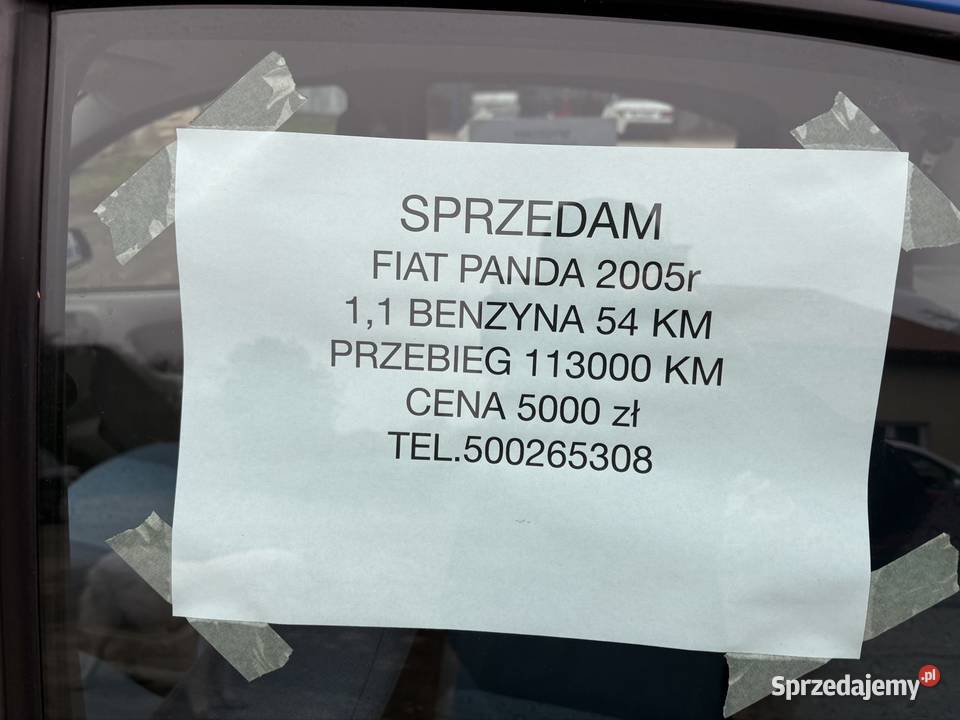 SPRZEDAM
FIAT PANDA 2005r
1,1 BENZYNA 54 KM
PRZEBIEG 113000 KM
CENA 5000 zł
TEL.500265308
Sprzedajemy.pl